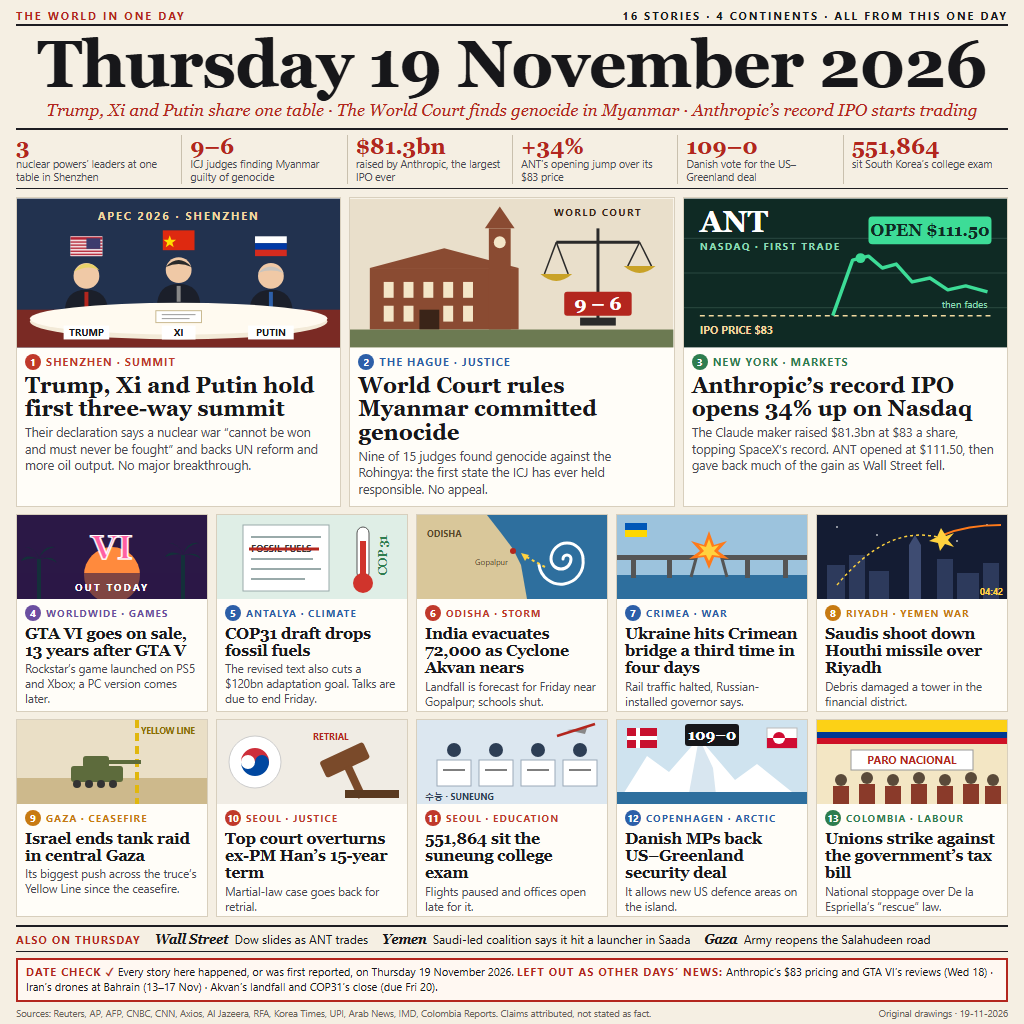 THE WORLD IN ONE DAY
16 STORIES · 4 CONTINENTS · ALL FROM THIS ONE DAY
Thursday 19 November 2026
Trump, Xi and Putin share one table · The World Court finds genocide in Myanmar · Anthropic’s record IPO starts trading
3
nuclear powers’ leaders at one
table in Shenzhen
9–6
ICJ judges finding Myanmar
guilty of genocide
$81.3bn
raised by Anthropic, the largest
IPO ever
+34%
ANT’s opening jump over its
$83 price
109–0
Danish vote for the US–
Greenland deal
551,864
sit South Korea’s college exam
APEC 2026 · SHENZHEN
TRUMP
XI
PUTIN
1 SHENZHEN · SUMMIT
Trump, Xi and Putin hold
first three-way summit
Their declaration says a nuclear war “cannot be won
and must never be fought” and backs UN reform and
more oil output. No major breakthrough.
WORLD COURT
9 – 6
2 THE HAGUE · JUSTICE
World Court rules
Myanmar committed
genocide
Nine of 15 judges found genocide against the
Rohingya: the first state the ICJ has ever held
responsible. No appeal.
ANT
NASDAQ · FIRST TRADE
OPEN $111.50
then fades
IPO PRICE $83
3 NEW YORK · MARKETS
Anthropic’s record IPO
opens 34% up on Nasdaq
The Claude maker raised $81.3bn at $83 a share,
topping SpaceX’s record. ANT opened at $111.50, then
gave back much of the gain as Wall Street fell.
VI
OUT TODAY
4 WORLDWIDE · GAMES
GTA VI goes on sale,
13 years after GTA V
Rockstar’s game launched on PS5
and Xbox; a PC version comes
later.
FOSSIL FUELS
COP 31
5 ANTALYA · CLIMATE
COP31 draft drops
fossil fuels
The revised text also cuts a
$120bn adaptation goal. Talks are
due to end Friday.
ODISHA
Gopalpur
6 ODISHA · STORM
India evacuates
72,000 as Cyclone
Akvan nears
Landfall is forecast for Friday near
Gopalpur; schools shut.
7 CRIMEA · WAR
Ukraine hits Crimean
bridge a third time in
four days
Rail traffic halted, Russian-
installed governor says.
04:42
8 RIYADH · YEMEN WAR
Saudis shoot down
Houthi missile over
Riyadh
Debris damaged a tower in the
financial district.
YELLOW LINE
9 GAZA · CEASEFIRE
Israel ends tank raid
in central Gaza
Its biggest push across the truce’s
Yellow Line since the ceasefire.
RETRIAL
10 SEOUL · JUSTICE
Top court overturns
ex-PM Han’s 15-year
term
Martial-law case goes back for
retrial.
수능 · SUNEUNG
11 SEOUL · EDUCATION
551,864 sit the
suneung college
exam
Flights paused and offices open
late for it.
109–0
12 COPENHAGEN · ARCTIC
Danish MPs back
US–Greenland
security deal
It allows new US defence areas on
the island.
PARO NACIONAL
13 COLOMBIA · LABOUR
Unions strike against
the government’s tax
bill
National stoppage over De la
Espriella’s “rescue” law.
ALSO ON THURSDAY Wall Street Dow slides as ANT trades Yemen Saudi-led coalition says it hit a launcher in Saada Gaza Army reopens the Salahudeen road
DATE CHECK ✓ Every story here happened, or was first reported, on Thursday 19 November 2026. LEFT OUT AS OTHER DAYS’ NEWS: Anthropic’s $83 pricing and GTA VI’s reviews (Wed 18) ·
Iran’s drones at Bahrain (13–17 Nov) · Akvan’s landfall and COP31’s close (due Fri 20).
Sources: Reuters, AP, AFP, CNBC, CNN, Axios, Al Jazeera, RFA, Korea Times, UPI, Arab News, IMD, Colombia Reports. Claims attributed, not stated as fact.
Original drawings · 19-11-2026